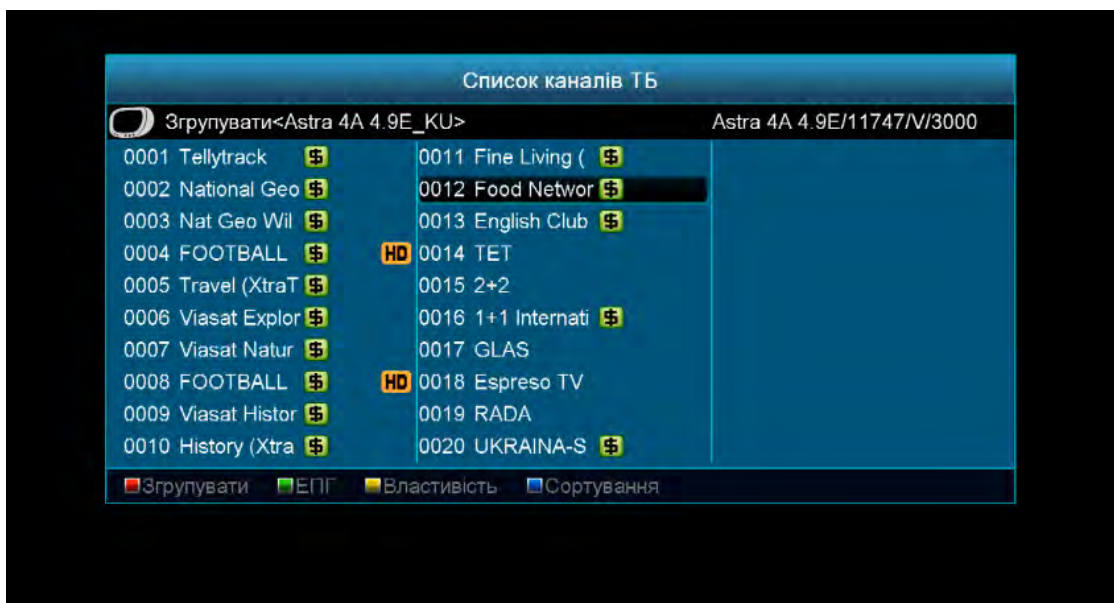 Список каналів ТБ
Згрупувати<Astra 4A 4.9E_KU>
Astra 4A 4.9E/11747/V/3000
0001 Tellytrack $
0002 National Geo $
0003 Nat Geo Wil $
0004 FOOTBALL $ HD
0005 Travel (XtraT $
0006 Viasat Explor $
0007 Viasat Natur $
0008 FOOTBALL $ HD
0009 Viasat Histor $
0010 History (Xtra $
0011 Fine Living ( $
0012 Food Networ $
0013 English Club $
0014 TET
0015 2+2
0016 1+1 Internati $
0017 GLAS
0018 Espreso TV
0019 RADA
0020 UKRAINA-S $
Згрупувати ЕПГ Властивість Сортування